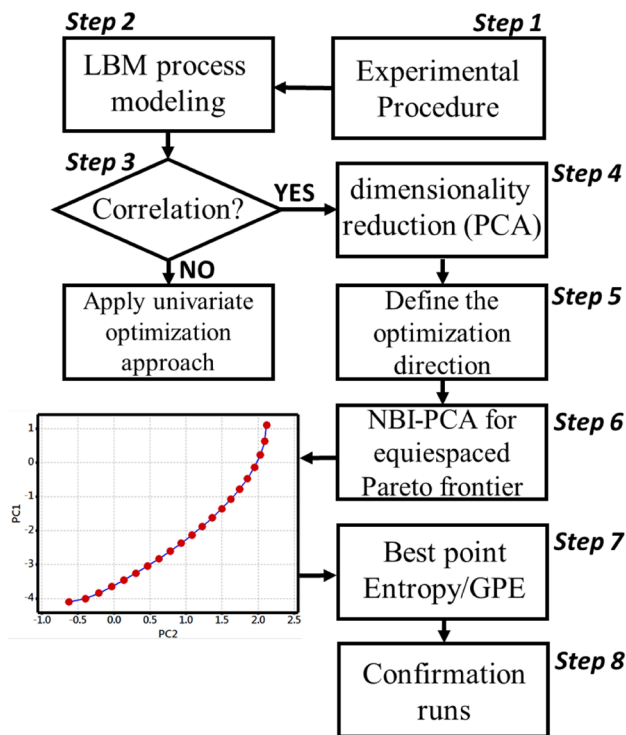 Step 1
Experimental
Procedure
Step 2
LBM process
modeling
Step 3
Correlation?
YES
NO
Apply univariate
optimization
approach
Step 4
dimensionality
reduction (PCA)
Step 5
Define the
optimization
direction
Step 6
NBI-PCA for
equiespaced
Pareto frontier
PC1
1
0
-1
-2
-3
-4
-1.0 -0.5 0.0 0.5 1.0 1.5 2.0 2.5
PC2
Step 7
Best point
Entropy/GPE
Step 8
Confirmation
runs